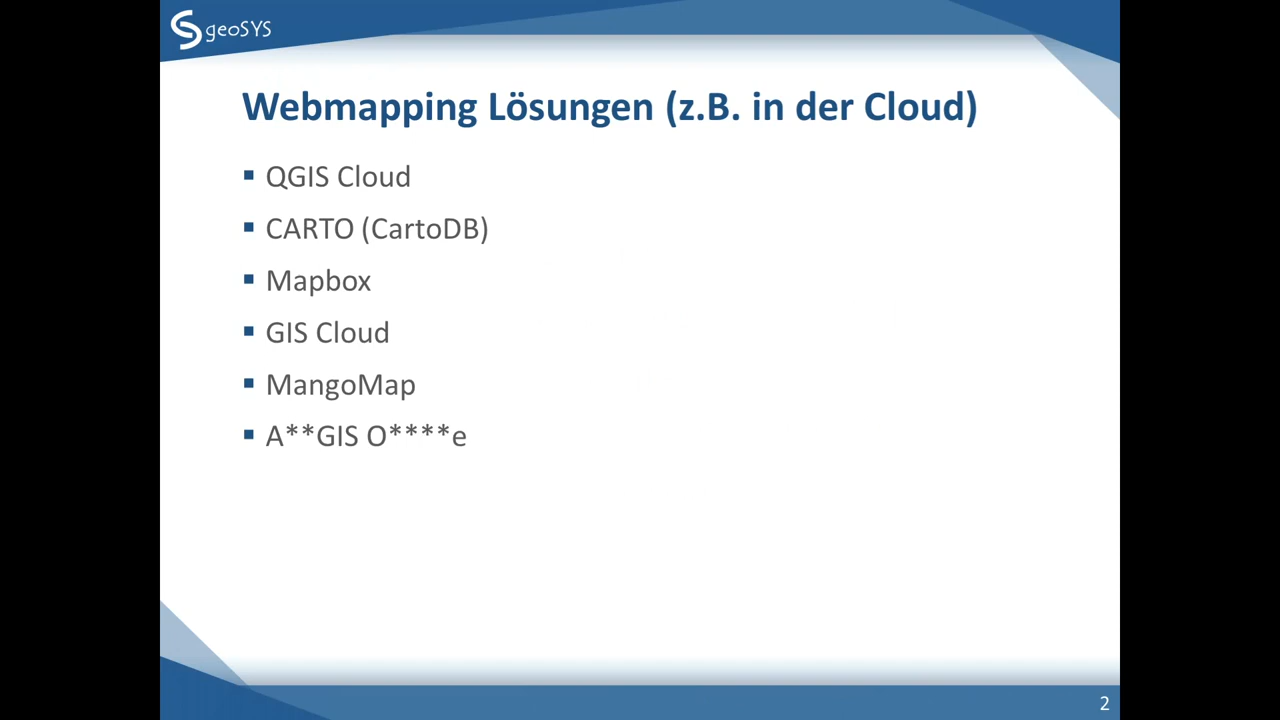 geoSYS
Webmapping Lösungen (z.B. in der Cloud)
QGIS Cloud
CARTO (CartoDB)
Mapbox
GIS Cloud
MangoMap
A**GIS O****e
2